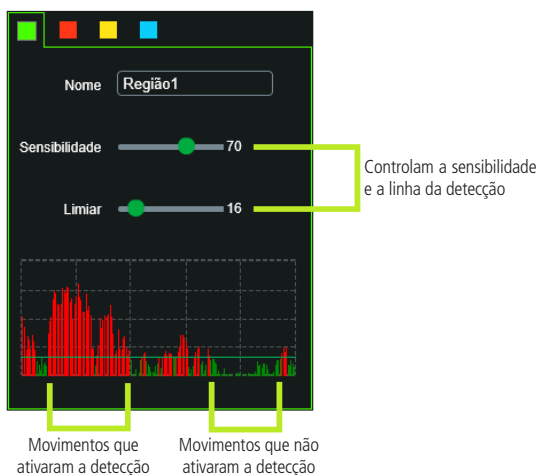 Nome Região1
Sensibilidade 70
Controlam a sensibilidade
e a linha da detecção
Limiar 16
Movimentos que
ativaram a detecção
Movimentos que não
ativaram a detecção